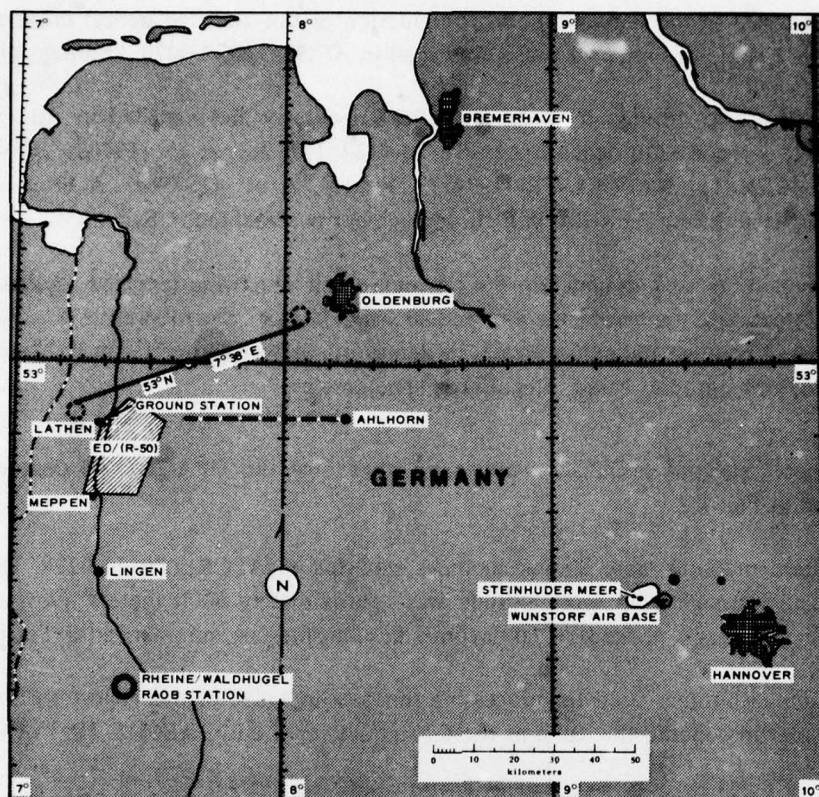 7°
8
9°
10°
BREMERHAVEN
OLDENBURG
53°N 7° 38' E
53
53°
GROUND STATION
LATHEN
AHLHORN
ED/(R-50)
GERMANY
MEPPEN
LINGEN
N
STEINHUDER MEER
WUNSTORF AIR BASE
HANNOVER
RHEINE/WALDHUGEL
RAOB STATION
0 10 20 30 40 50
kilometers
7°
8°
9°
10°